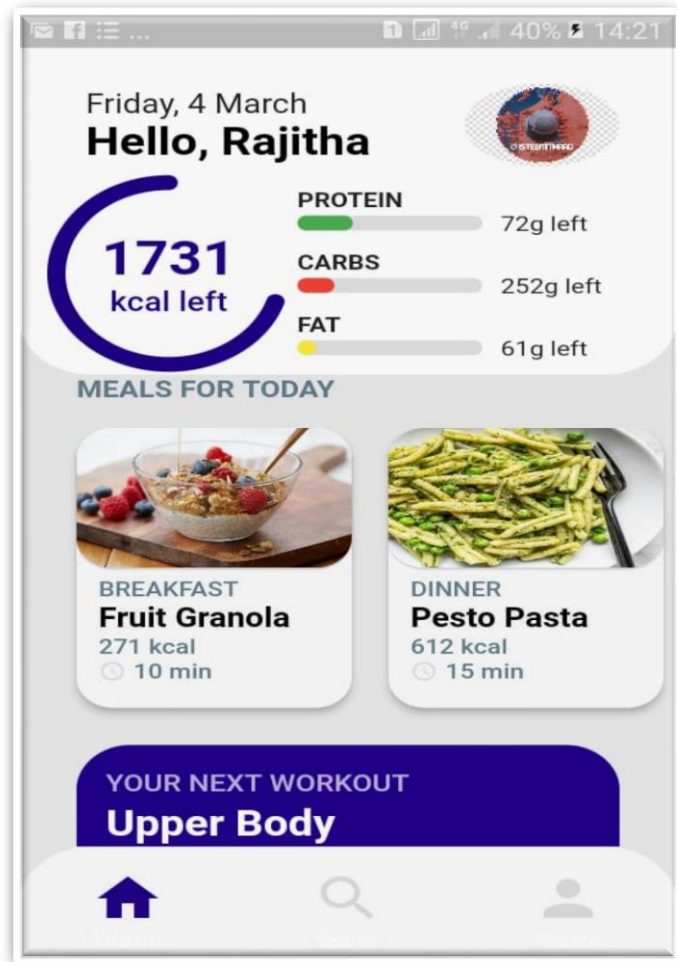 ... 1 4G 40% 14:21
Friday, 4 March
Hello, Rajitha
1731
kcal left
PROTEIN
72g left
CARBS
252g left
FAT
61g left
MEALS FOR TODAY
BREAKFAST
Fruit Granola
271 kcal
10 min
DINNER
Pesto Pasta
612 kcal
15 min
YOUR NEXT WORKOUT
Upper Body